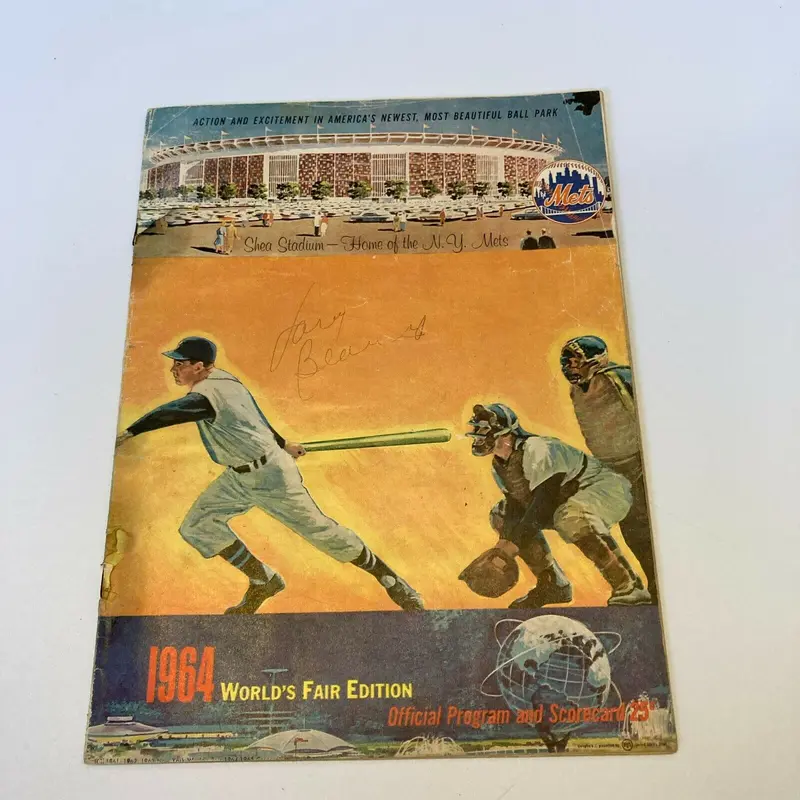 ACTION AND EXCITEMENT IN AMERICA'S NEWEST, MOST BEAUTIFUL BALL PARK
Mets
Shea Stadium – Home of the N.Y. Mets
Larry
1964 WORLD'S FAIR EDITION
Official Program and Scorecard 25¢